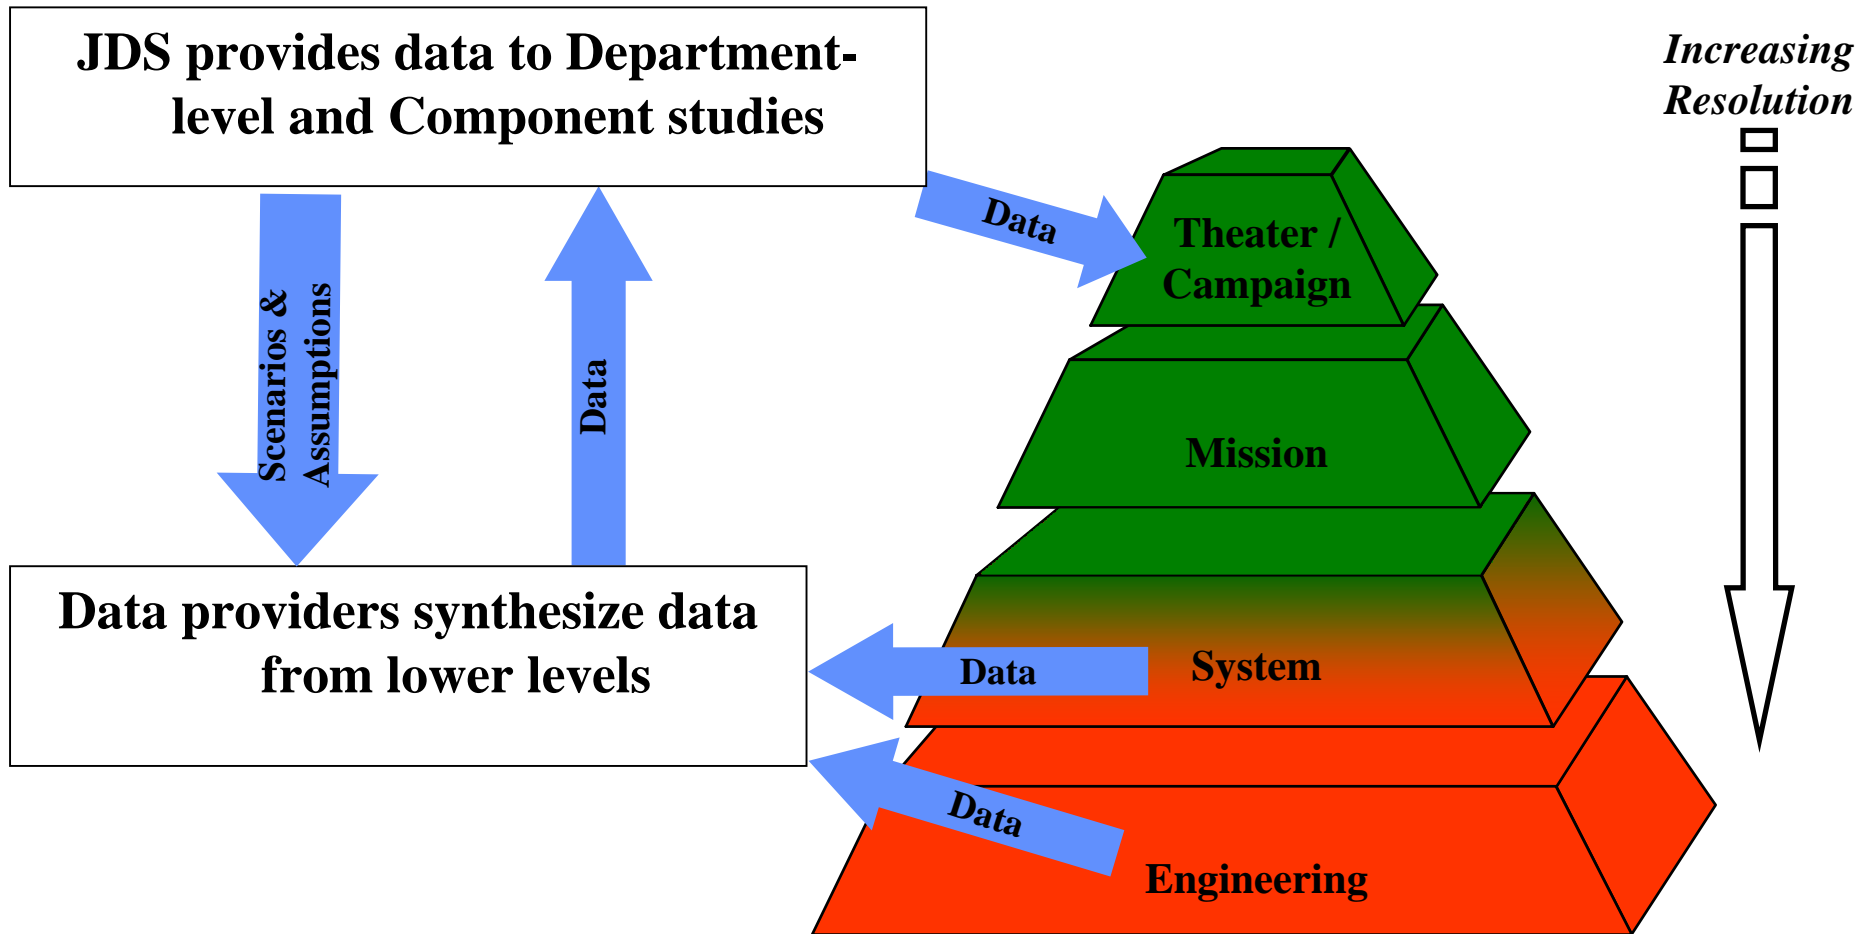 JDS provides data to Department-
level and Component studies
Increasing
Resolution
Data
Theater /
Campaign
Scenarios &
Assumptions
Data
Mission
Data providers synthesize data
from lower levels
Data
System
Data
Engineering